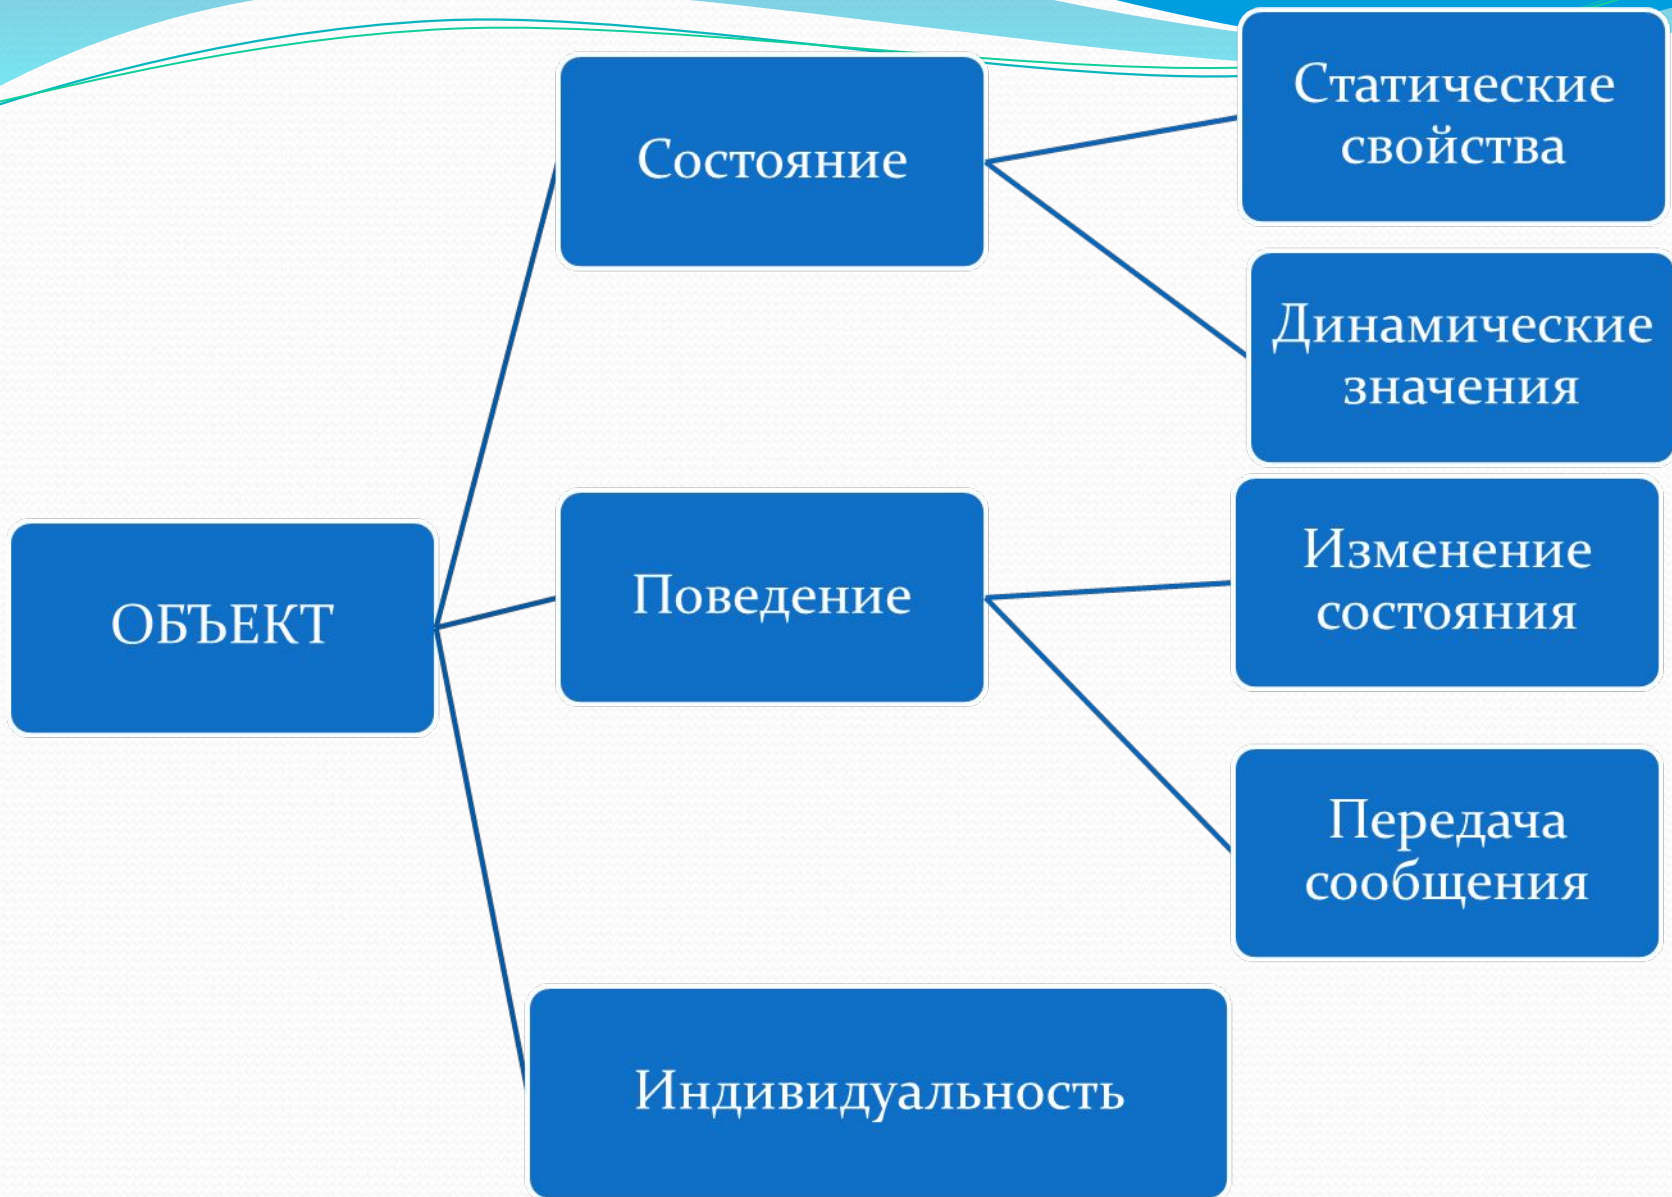 ОБЪЕКТ
Состояние
Статические
свойства
Динамические
значения
Поведение
Изменение
состояния
Передача
сообщения
Индивидуальность